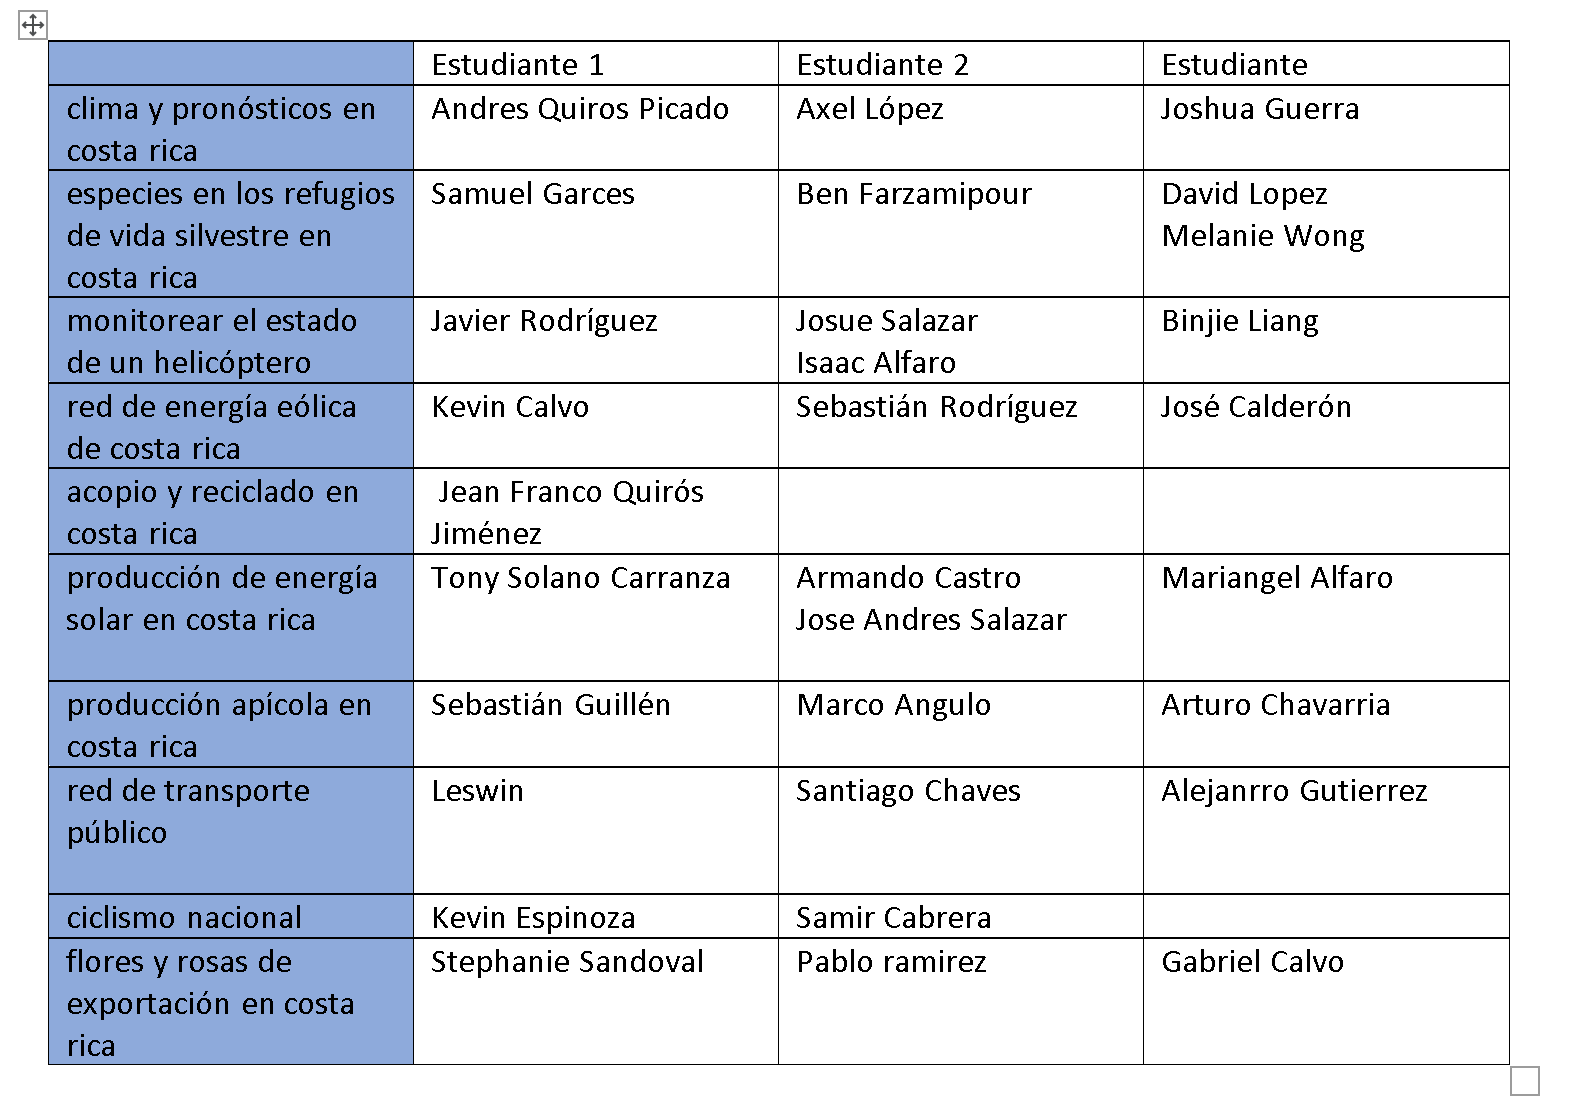 Estudiante 1 Estudiante 2 Estudiante
clima y pronósticos en Andres Quiros Picado Axel López Joshua Guerra
costa rica
especies en los refugios Samuel Garces Ben Farzamipour David Lopez
de vida silvestre en Melanie Wong
costa rica
monitorear el estado Javier Rodríguez Josue Salazar Binjie Liang
de un helicóptero Isaac Alfaro
red de energía eólica Kevin Calvo Sebastián Rodríguez José Calderón
de costa rica
acopio y reciclado en Jean Franco Quirós
costa rica Jiménez
producción de energía Tony Solano Carranza Armando Castro Mariangel Alfaro
solar en costa rica Jose Andres Salazar
producción apícola en Sebastián Guillén Marco Angulo Arturo Chavarria
costa rica
red de transporte Leswin Santiago Chaves Alejanrro Gutierrez
público
ciclismo nacional Kevin Espinoza Samir Cabrera
flores y rosas de Stephanie Sandoval Pablo ramirez Gabriel Calvo
exportación en costa
rica